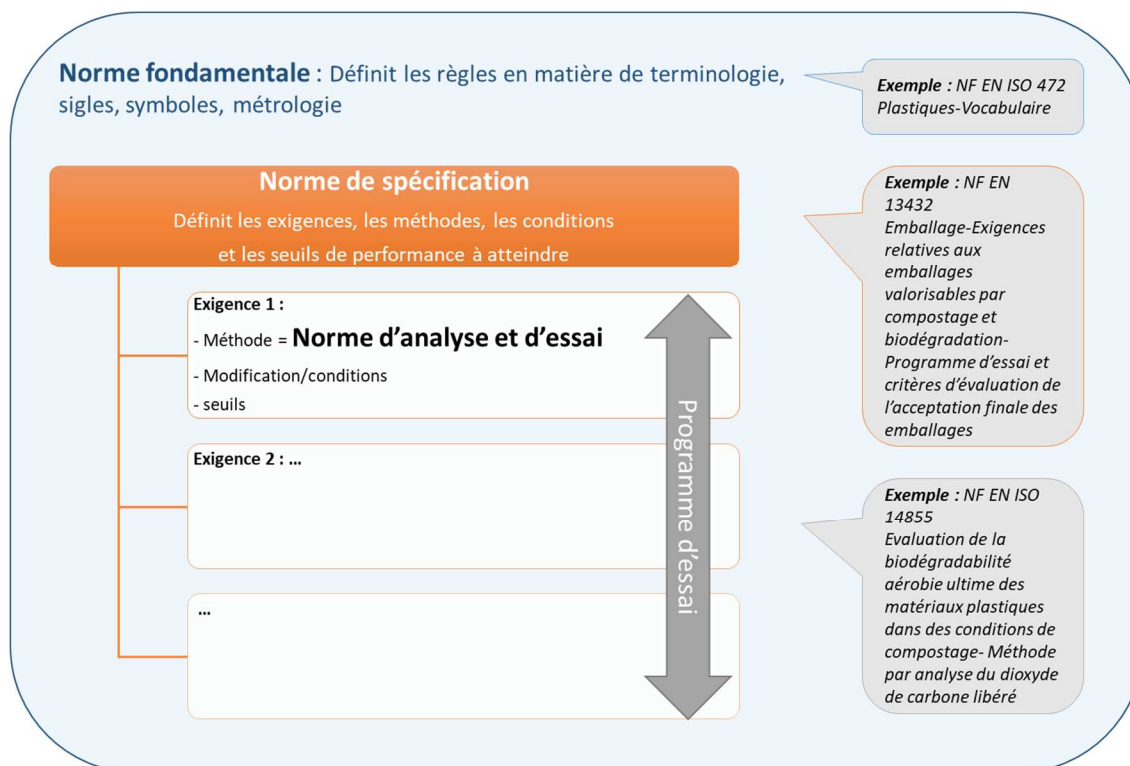 Norme fondamentale : Définit les règles en matière de terminologie,
sigles, symboles, métrologie
Exemple : NF EN ISO 472
Plastiques-Vocabulaire
Norme de spécification
Définit les exigences, les méthodes, les conditions
et les seuils de performance à atteindre
Exemple : NF EN
13432
Emballage-Exigences
relatives aux
emballages
valorisables par
compostage et
biodégradation-
Programme d'essai et
critères d'évaluation de
l'acceptation finale des
emballages
Exigence 1 :
- Méthode = Norme d'analyse et d'essai
- Modification/conditions
- seuils
Exigence 2 : ...
...
Programme d'essai
Exemple : NF EN ISO
14855
Evaluation de la
biodégradabilité
aérobie ultime des
matériaux plastiques
dans des conditions de
compostage- Méthode
par analyse du dioxyde
de carbone libéré